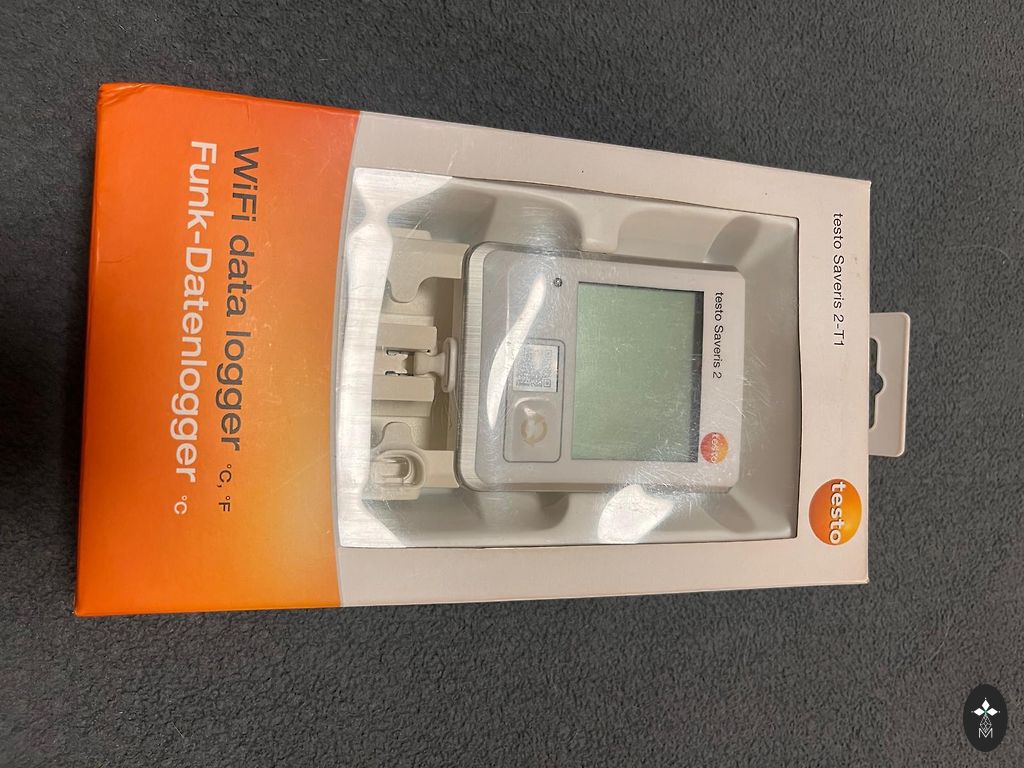 testo Saveris 2-T1
testo
testo Saveris 2
testo
WiFi data logger °C, °F
Funk-Datenlogger °C
M